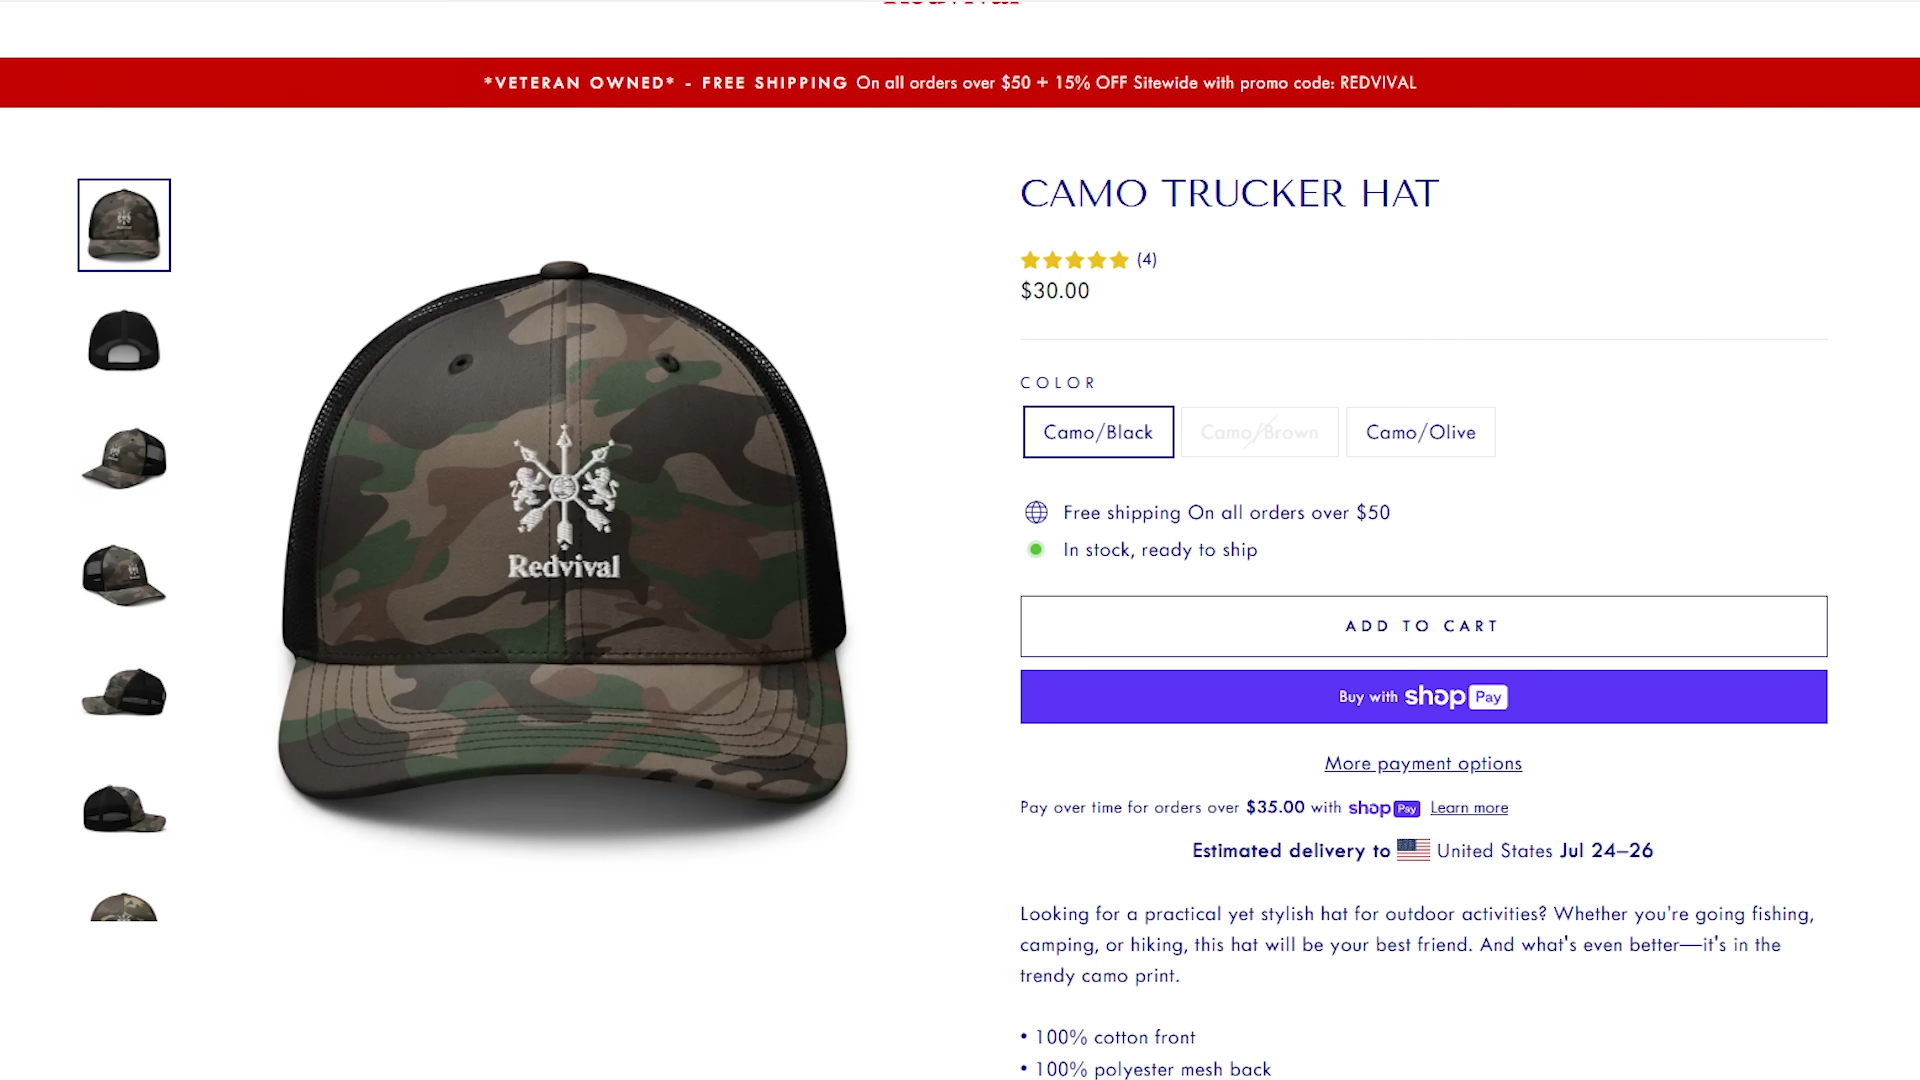 *VETERAN OWNED* - FREE SHIPPING On all orders over $50 + 15% OFF Sitewide with promo code: REDVIVAL
CAMO TRUCKER HAT
(4)
$30.00
COLOR
Camo/Black
Camo/Brown
Camo/Olive
Free shipping On all orders over $50
In stock, ready to ship
ADD TO CART
Buy with shop Pay
More payment options
Pay over time for orders over $35.00 with shop Pay Learn more
Estimated delivery to United States Jul 24–26
Looking for a practical yet stylish hat for outdoor activities? Whether you're going fishing,
camping, or hiking, this hat will be your best friend. And what's even better—it's in the
trendy camo print.
• 100% cotton front
• 100% polyester mesh back
Redvival